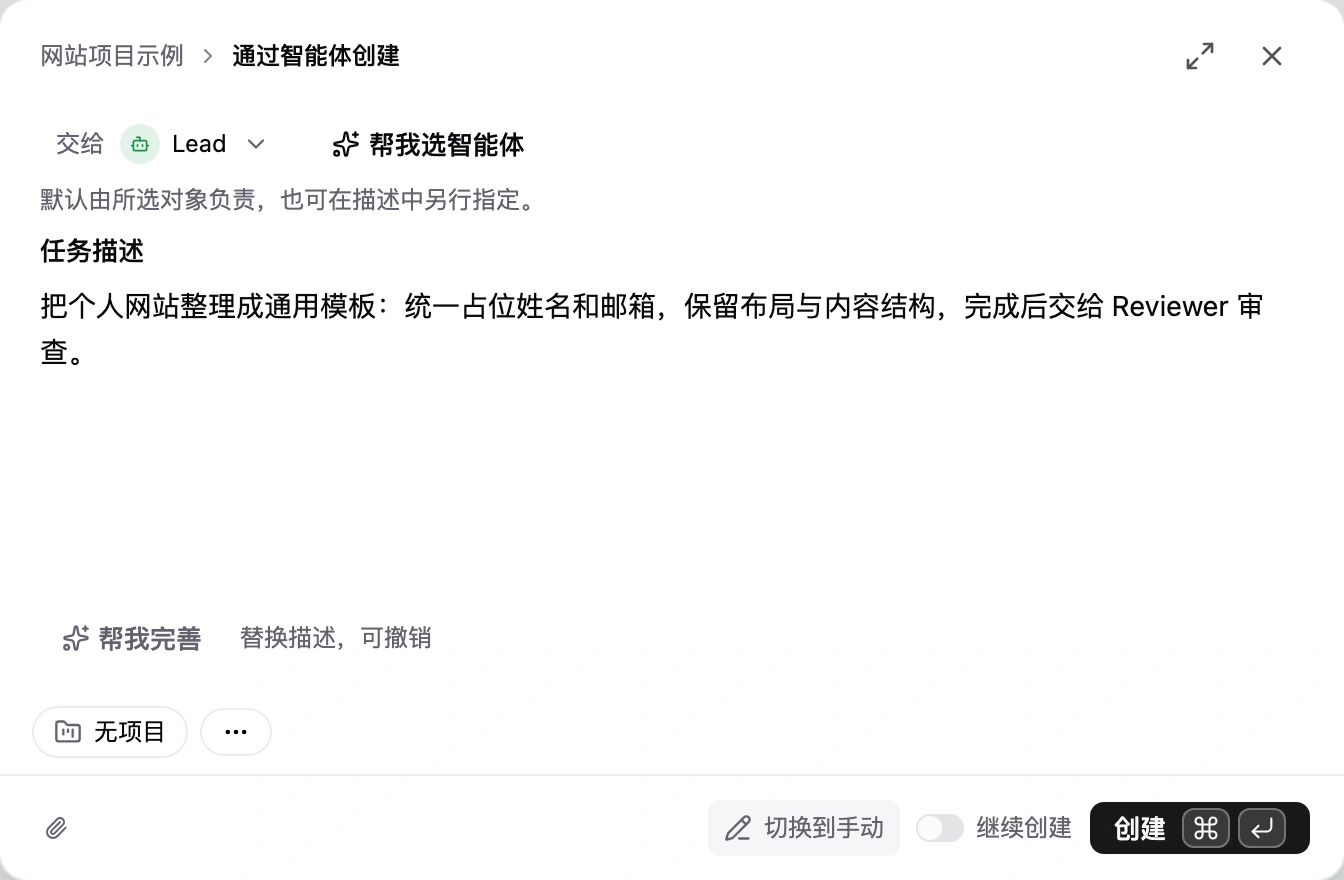 网站项目示例 > 通过智能体创建
交给 Lead 帮我选智能体
默认由所选对象负责，也可在描述中另行指定。
任务描述
把个人网站整理成通用模板：统一占位姓名和邮箱，保留布局与内容结构，完成后交给 Reviewer 审
查。
帮我完善 替换描述，可撤销
无项目 ···
切换到手动 继续创建 创建 ⌘ ↵